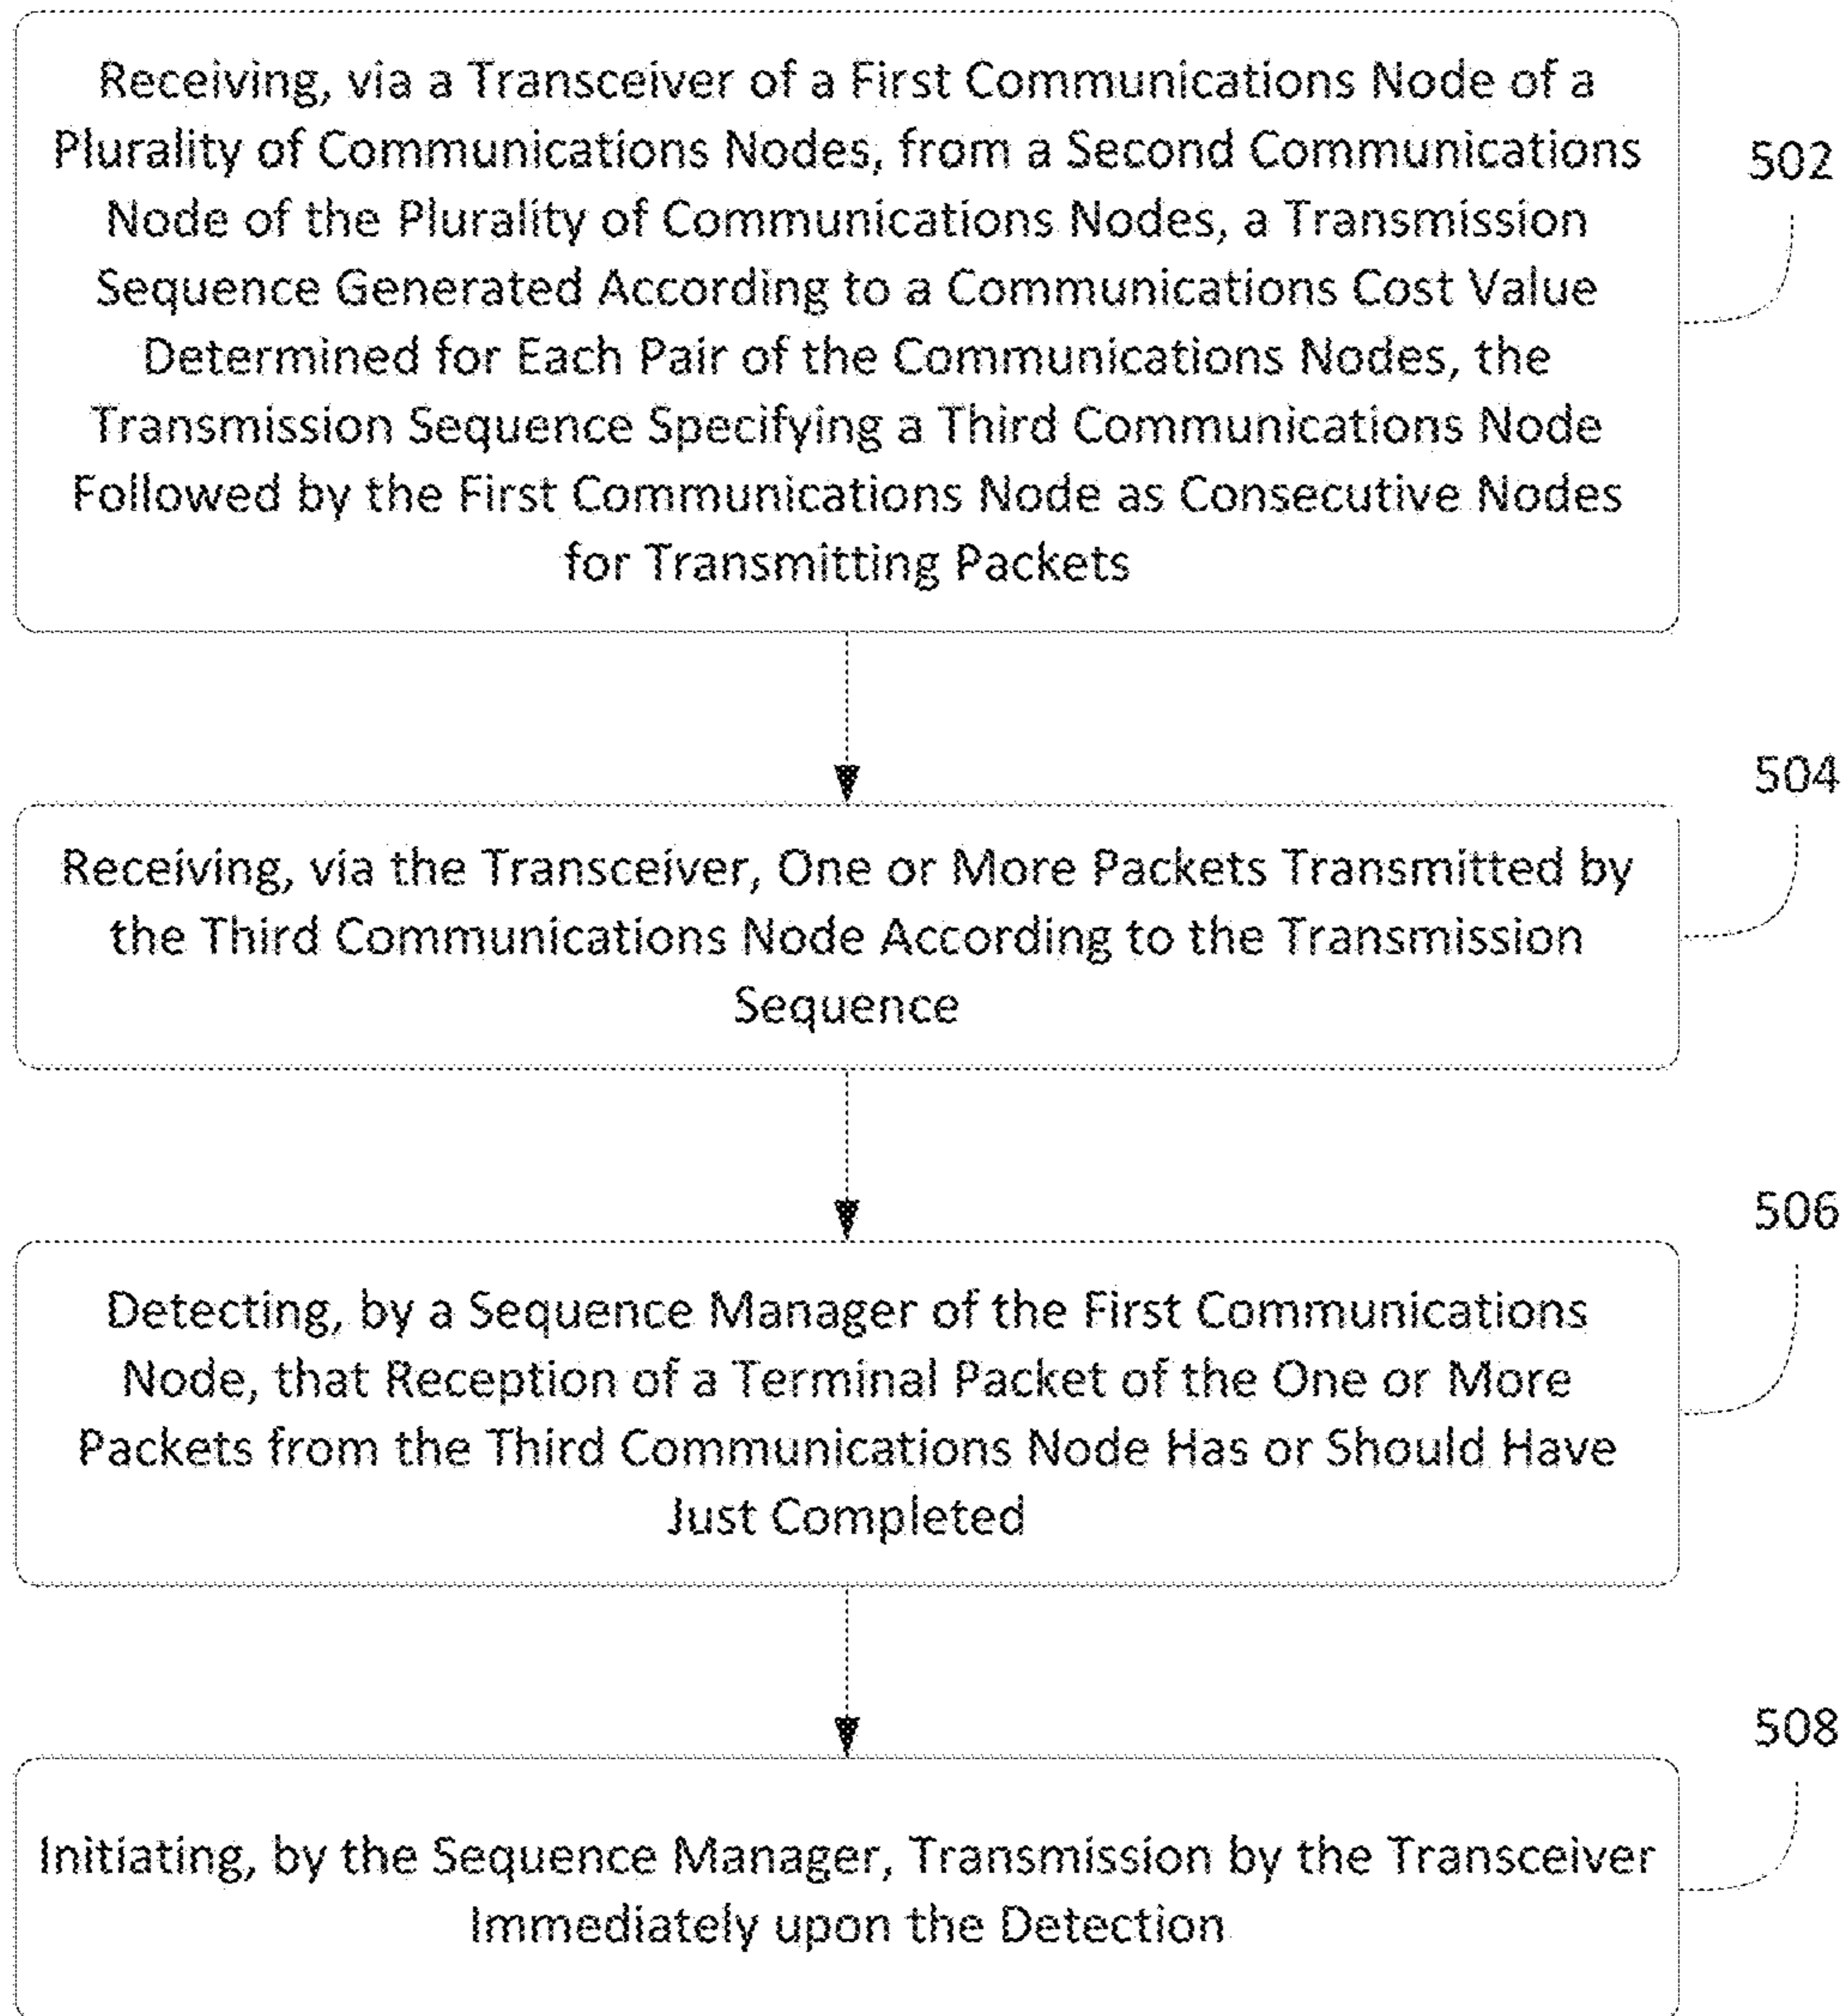 Receiving, via a Transceiver of a First Communications Node of a
Plurality of Communications Nodes, from a Second Communications
Node of the Plurality of Communications Nodes, a Transmission
Sequence Generated According to a Communications Cost Value
Determined for Each Pair of the Communications Nodes, the
Transmission Sequence Specifying a Third Communications Node
Followed by the First Communications Node as Consecutive Nodes
for Transmitting Packets
502
504
Receiving, via the Transceiver, One or More Packets Transmitted by
the Third Communications Node According to the Transmission
Sequence
506
Detecting, by a Sequence Manager of the First Communications
Node, that Reception of a Terminal Packet of the One or More
Packets from the Third Communications Node Has or Should Have
Just Completed
508
Initiating, by the Sequence Manager, Transmission by the Transceiver
Immediately upon the Detection